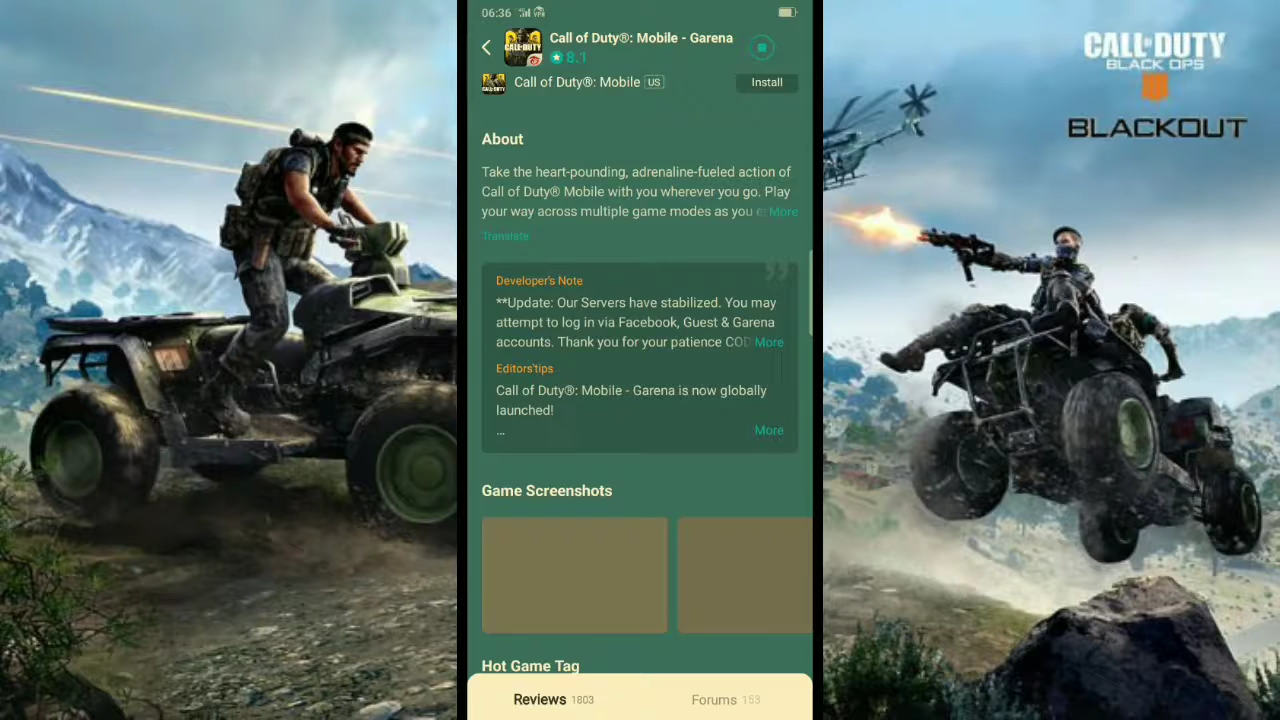 06:36
Call of Duty®: Mobile - Garena
8.1
Call of Duty®: Mobile US
Install
About
Take the heart-pounding, adrenaline-fueled action of
Call of Duty® Mobile with you wherever you go. Play
your way across multiple game modes as you More
Translate
Developer's Note
**Update: Our Servers have stabilized. You may
attempt to log in via Facebook, Guest & Garena
accounts. Thank you for your patience COD More
Editors'tips
Call of Duty®: Mobile - Garena is now globally
launched!
... More
Game Screenshots
Hot Game Tag
Reviews 1803
Forums 153
CALL OF DUTY
BLACK OPS
BLACKOUT